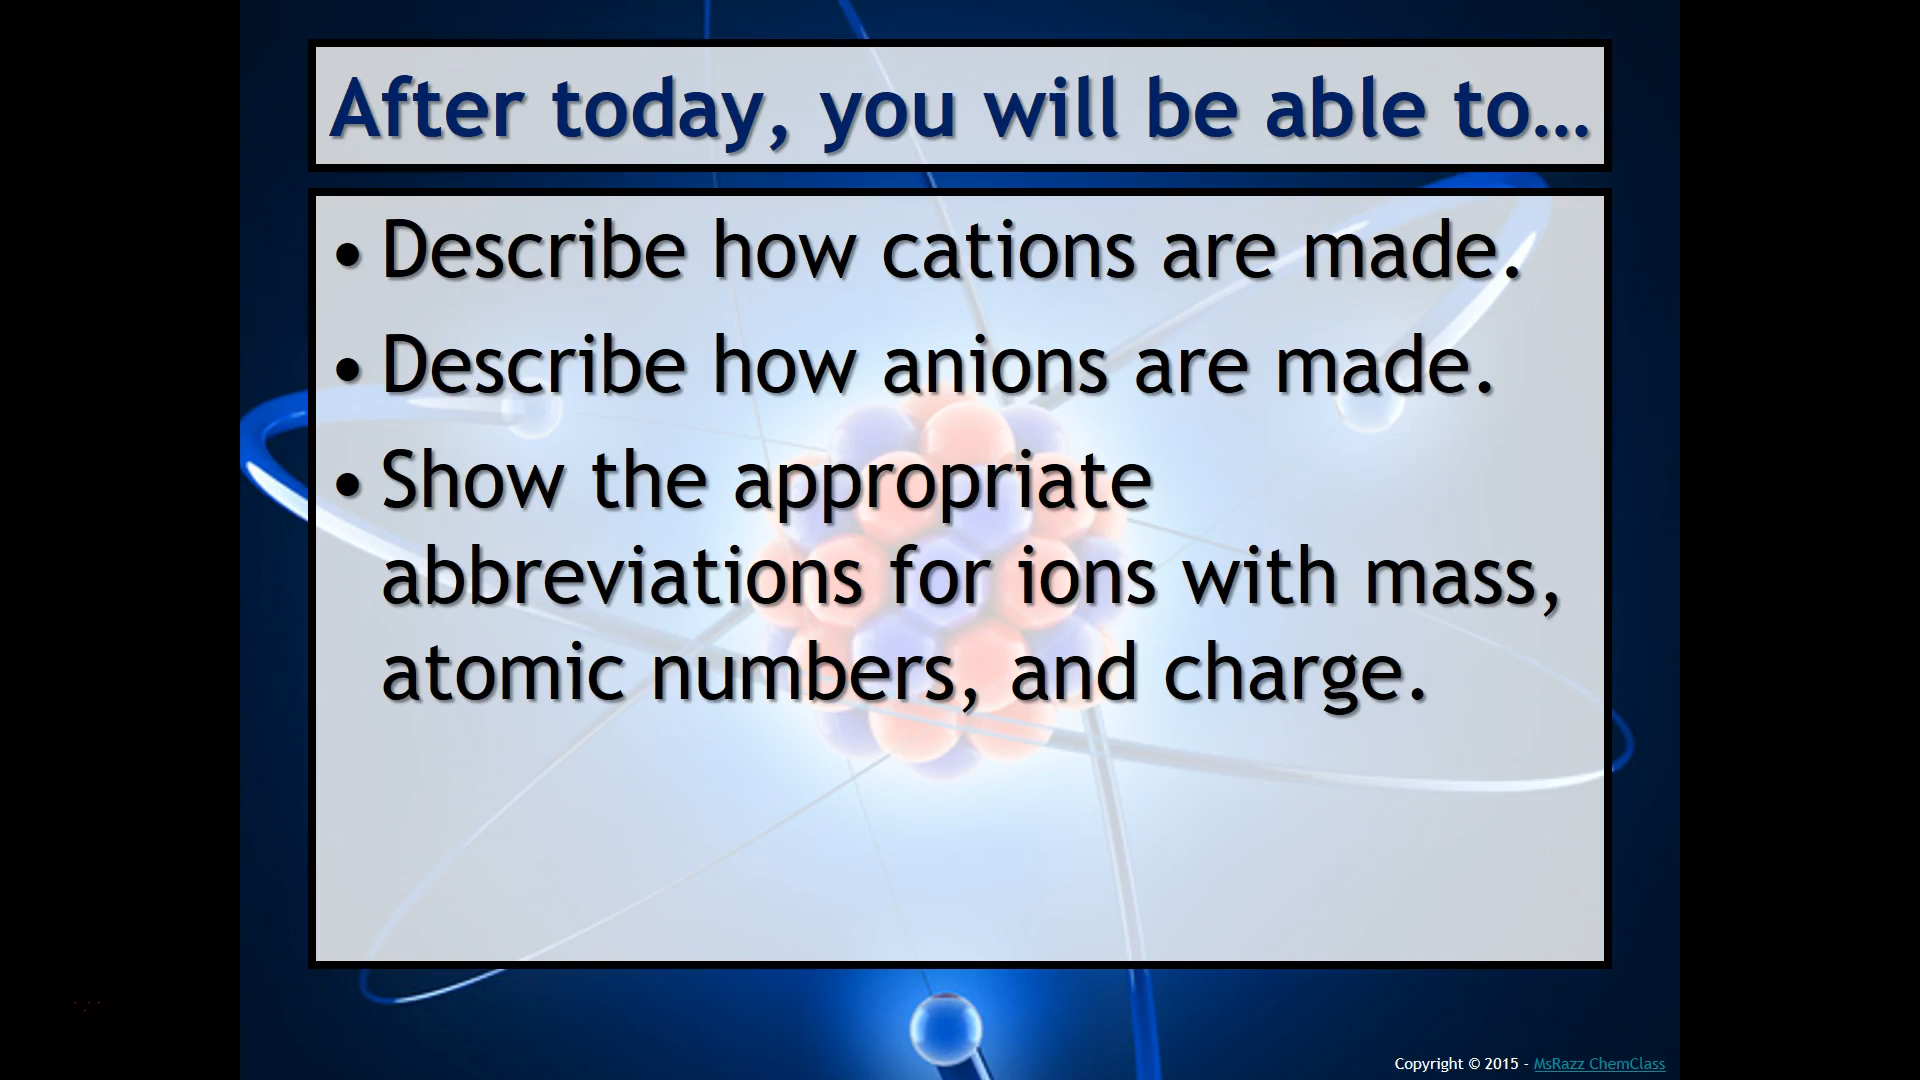 After today, you will be able to…
• Describe how cations are made.
• Describe how anions are made.
• Show the appropriate
abbreviations for ions with mass,
atomic numbers, and charge.
Copyright © 2015 - MsRazz ChemClass